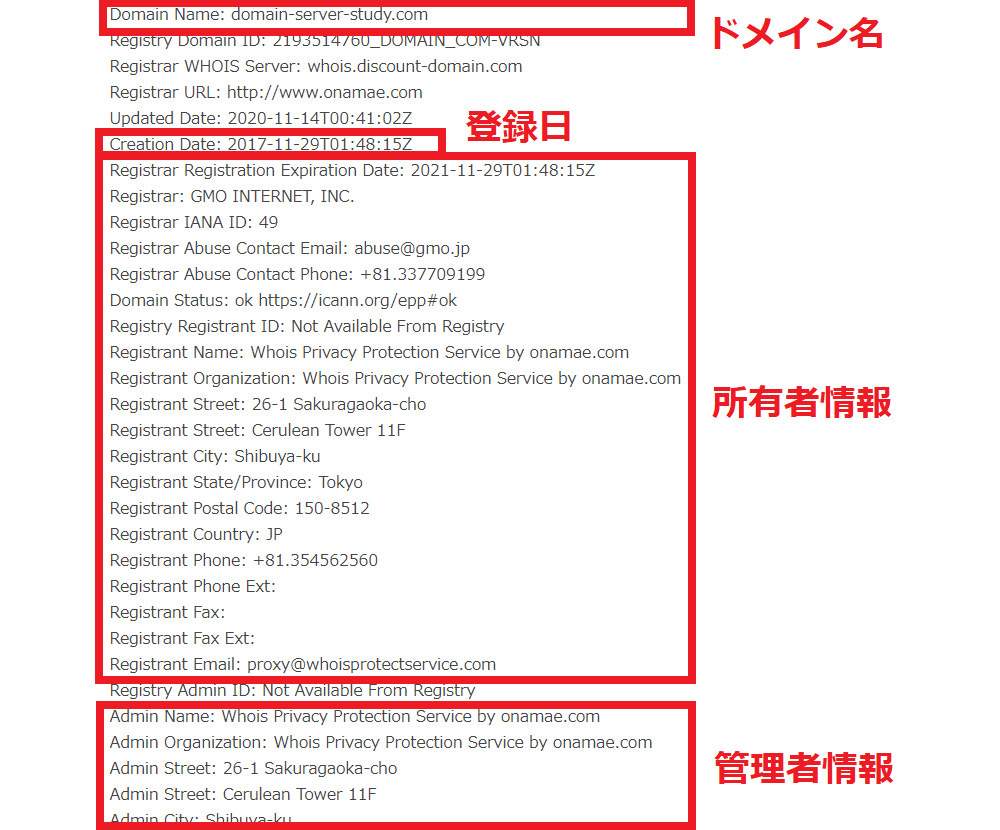 Domain Name: domain-server-study.com
ドメイン名
Registry Domain ID: 2193514760_DOMAIN_COM-VRSN
Registrar WHOIS Server: whois.discount-domain.com
Registrar URL: http://www.onamae.com
Updated Date: 2020-11-14T00:41:02Z
登録日
Creation Date: 2017-11-29T01:48:15Z
Registrar Registration Expiration Date: 2021-11-29T01:48:15Z
Registrar: GMO INTERNET, INC.
Registrar IANA ID: 49
Registrar Abuse Contact Email: abuse@gmo.jp
Registrar Abuse Contact Phone: +81.337709199
Domain Status: ok https://icann.org/epp#ok
Registry Registrant ID: Not Available From Registry
Registrant Name: Whois Privacy Protection Service by onamae.com
Registrant Organization: Whois Privacy Protection Service by onamae.com
所有者情報
Registrant Street: 26-1 Sakuragaoka-cho
Registrant Street: Cerulean Tower 11F
Registrant City: Shibuya-ku
Registrant State/Province: Tokyo
Registrant Postal Code: 150-8512
Registrant Country: JP
Registrant Phone: +81.354562560
Registrant Phone Ext:
Registrant Fax:
Registrant Fax Ext:
Registrant Email: proxy@whoisprotectservice.com
Registry Admin ID: Not Available From Registry
Admin Name: Whois Privacy Protection Service by onamae.com
Admin Organization: Whois Privacy Protection Service by onamae.com
管理者情報
Admin Street: 26-1 Sakuragaoka-cho
Admin Street: Cerulean Tower 11F
Admin City: Shibuya-ku